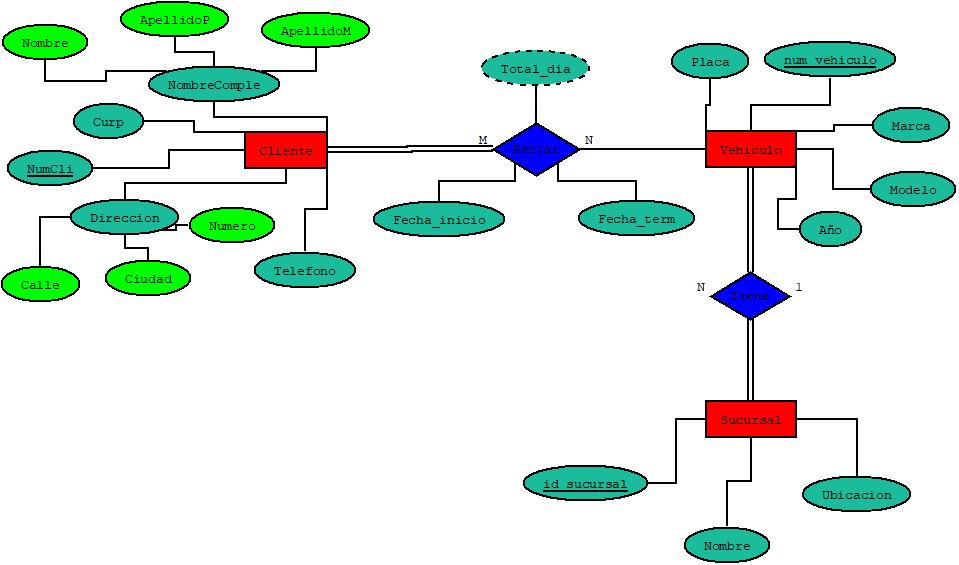 ApellidoP
Nombre
ApellidoM
NombreComple
Total_dia
Placa
num_vehiculo
Curp
Marca
Cliente
M
Rentar
N
Vehiculo
NumCli
Modelo
Direccion
Numero
Fecha_inicio
Fecha_term
Año
Calle
Ciudad
Telefono
N
Tiene
1
Sucursal
id_sucursal
Ubicacion
Nombre